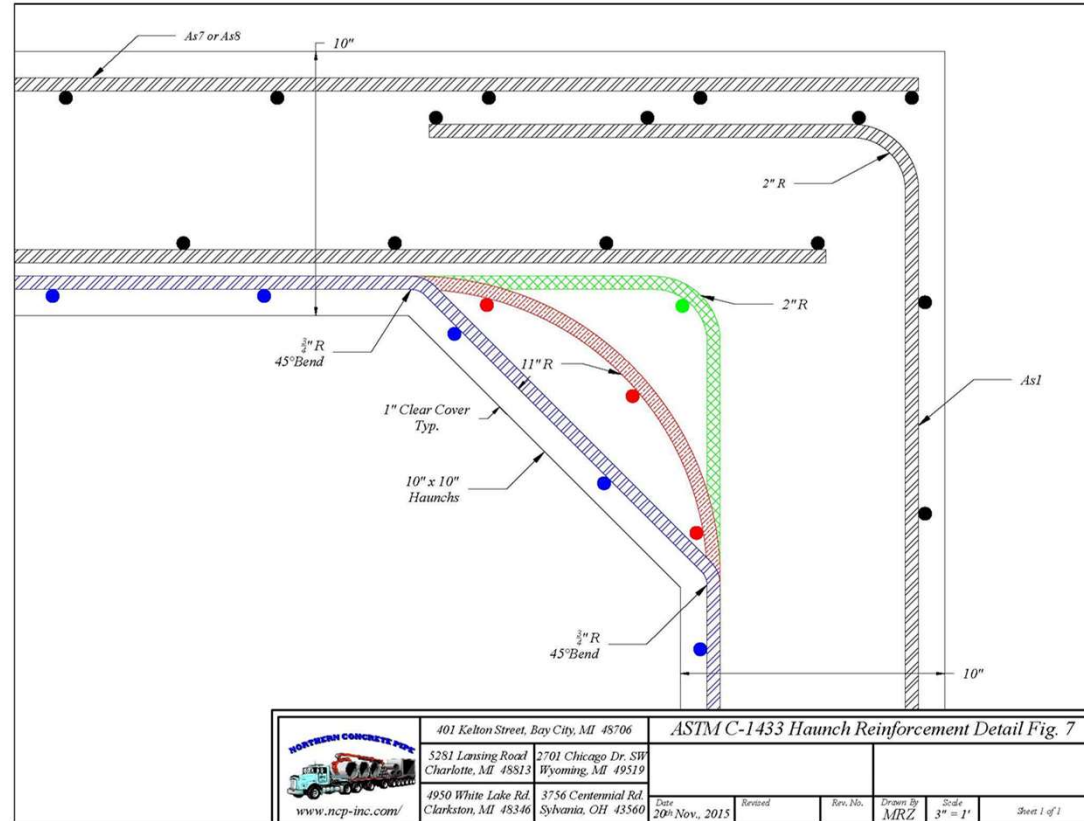 As7 or As8
10"
2" R
2" R
3/4" R
45°Bend
11" R
1" Clear Cover
Typ.
As1
10" x 10"
Haunchs
3/4" R
45°Bend
10"
NORTHERN CONCRETE PIPE
www.ncp-inc.com/
401 Kelton Street, Bay City, MI 48706
5281 Lansing Road
Charlotte, MI 48813
2701 Chicago Dr. SW
Wyoming, MI 49519
4950 White Lake Rd.
Clarkston, MI 48346
3756 Centennial Rd.
Sylvania, OH 43560
ASTM C-1433 Haunch Reinforcement Detail Fig. 7
Date
20th Nov., 2015
Revised
Rev. No.
Drawn By
MRZ
Scale
3" = 1'
Sheet 1 of 1